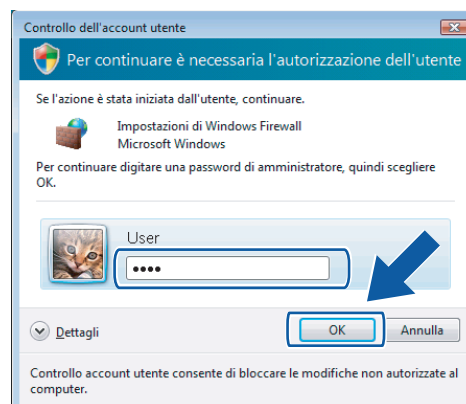 Controllo dell'account utente
Per continuare è necessaria l'autorizzazione dell'utente
Se l'azione è stata iniziata dall'utente, continuare.
Impostazioni di Windows Firewall
Microsoft Windows
Per continuare digitare una password di amministratore, quindi scegliere
OK.
User
••••
Dettagli
OK
Annulla
Controllo account utente consente di bloccare le modifiche non autorizzate al
computer.